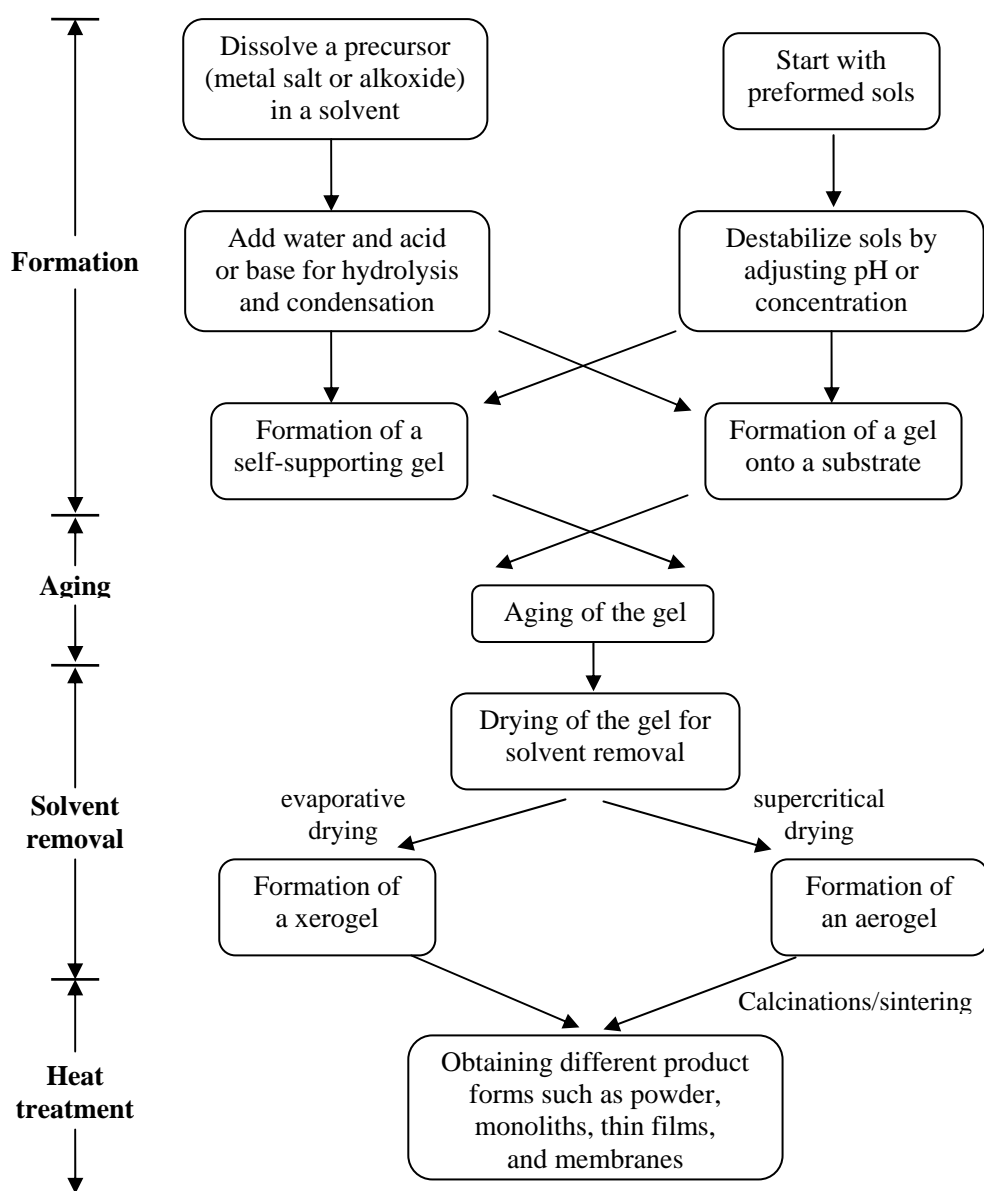 Dissolve a precursor
(metal salt or alkoxide)
in a solvent
Start with
preformed sols
Formation
Add water and acid
or base for hydrolysis
and condensation
Destabilize sols by
adjusting pH or
concentration
Formation of a
self-supporting gel
Formation of a gel
onto a substrate
Aging
Aging of the gel
Drying of the gel for
solvent removal
Solvent
removal
evaporative
drying
supercritical
drying
Formation of
a xerogel
Formation of
an aerogel
Calcinations/sintering
Heat
treatment
Obtaining different product
forms such as powder,
monoliths, thin films,
and membranes